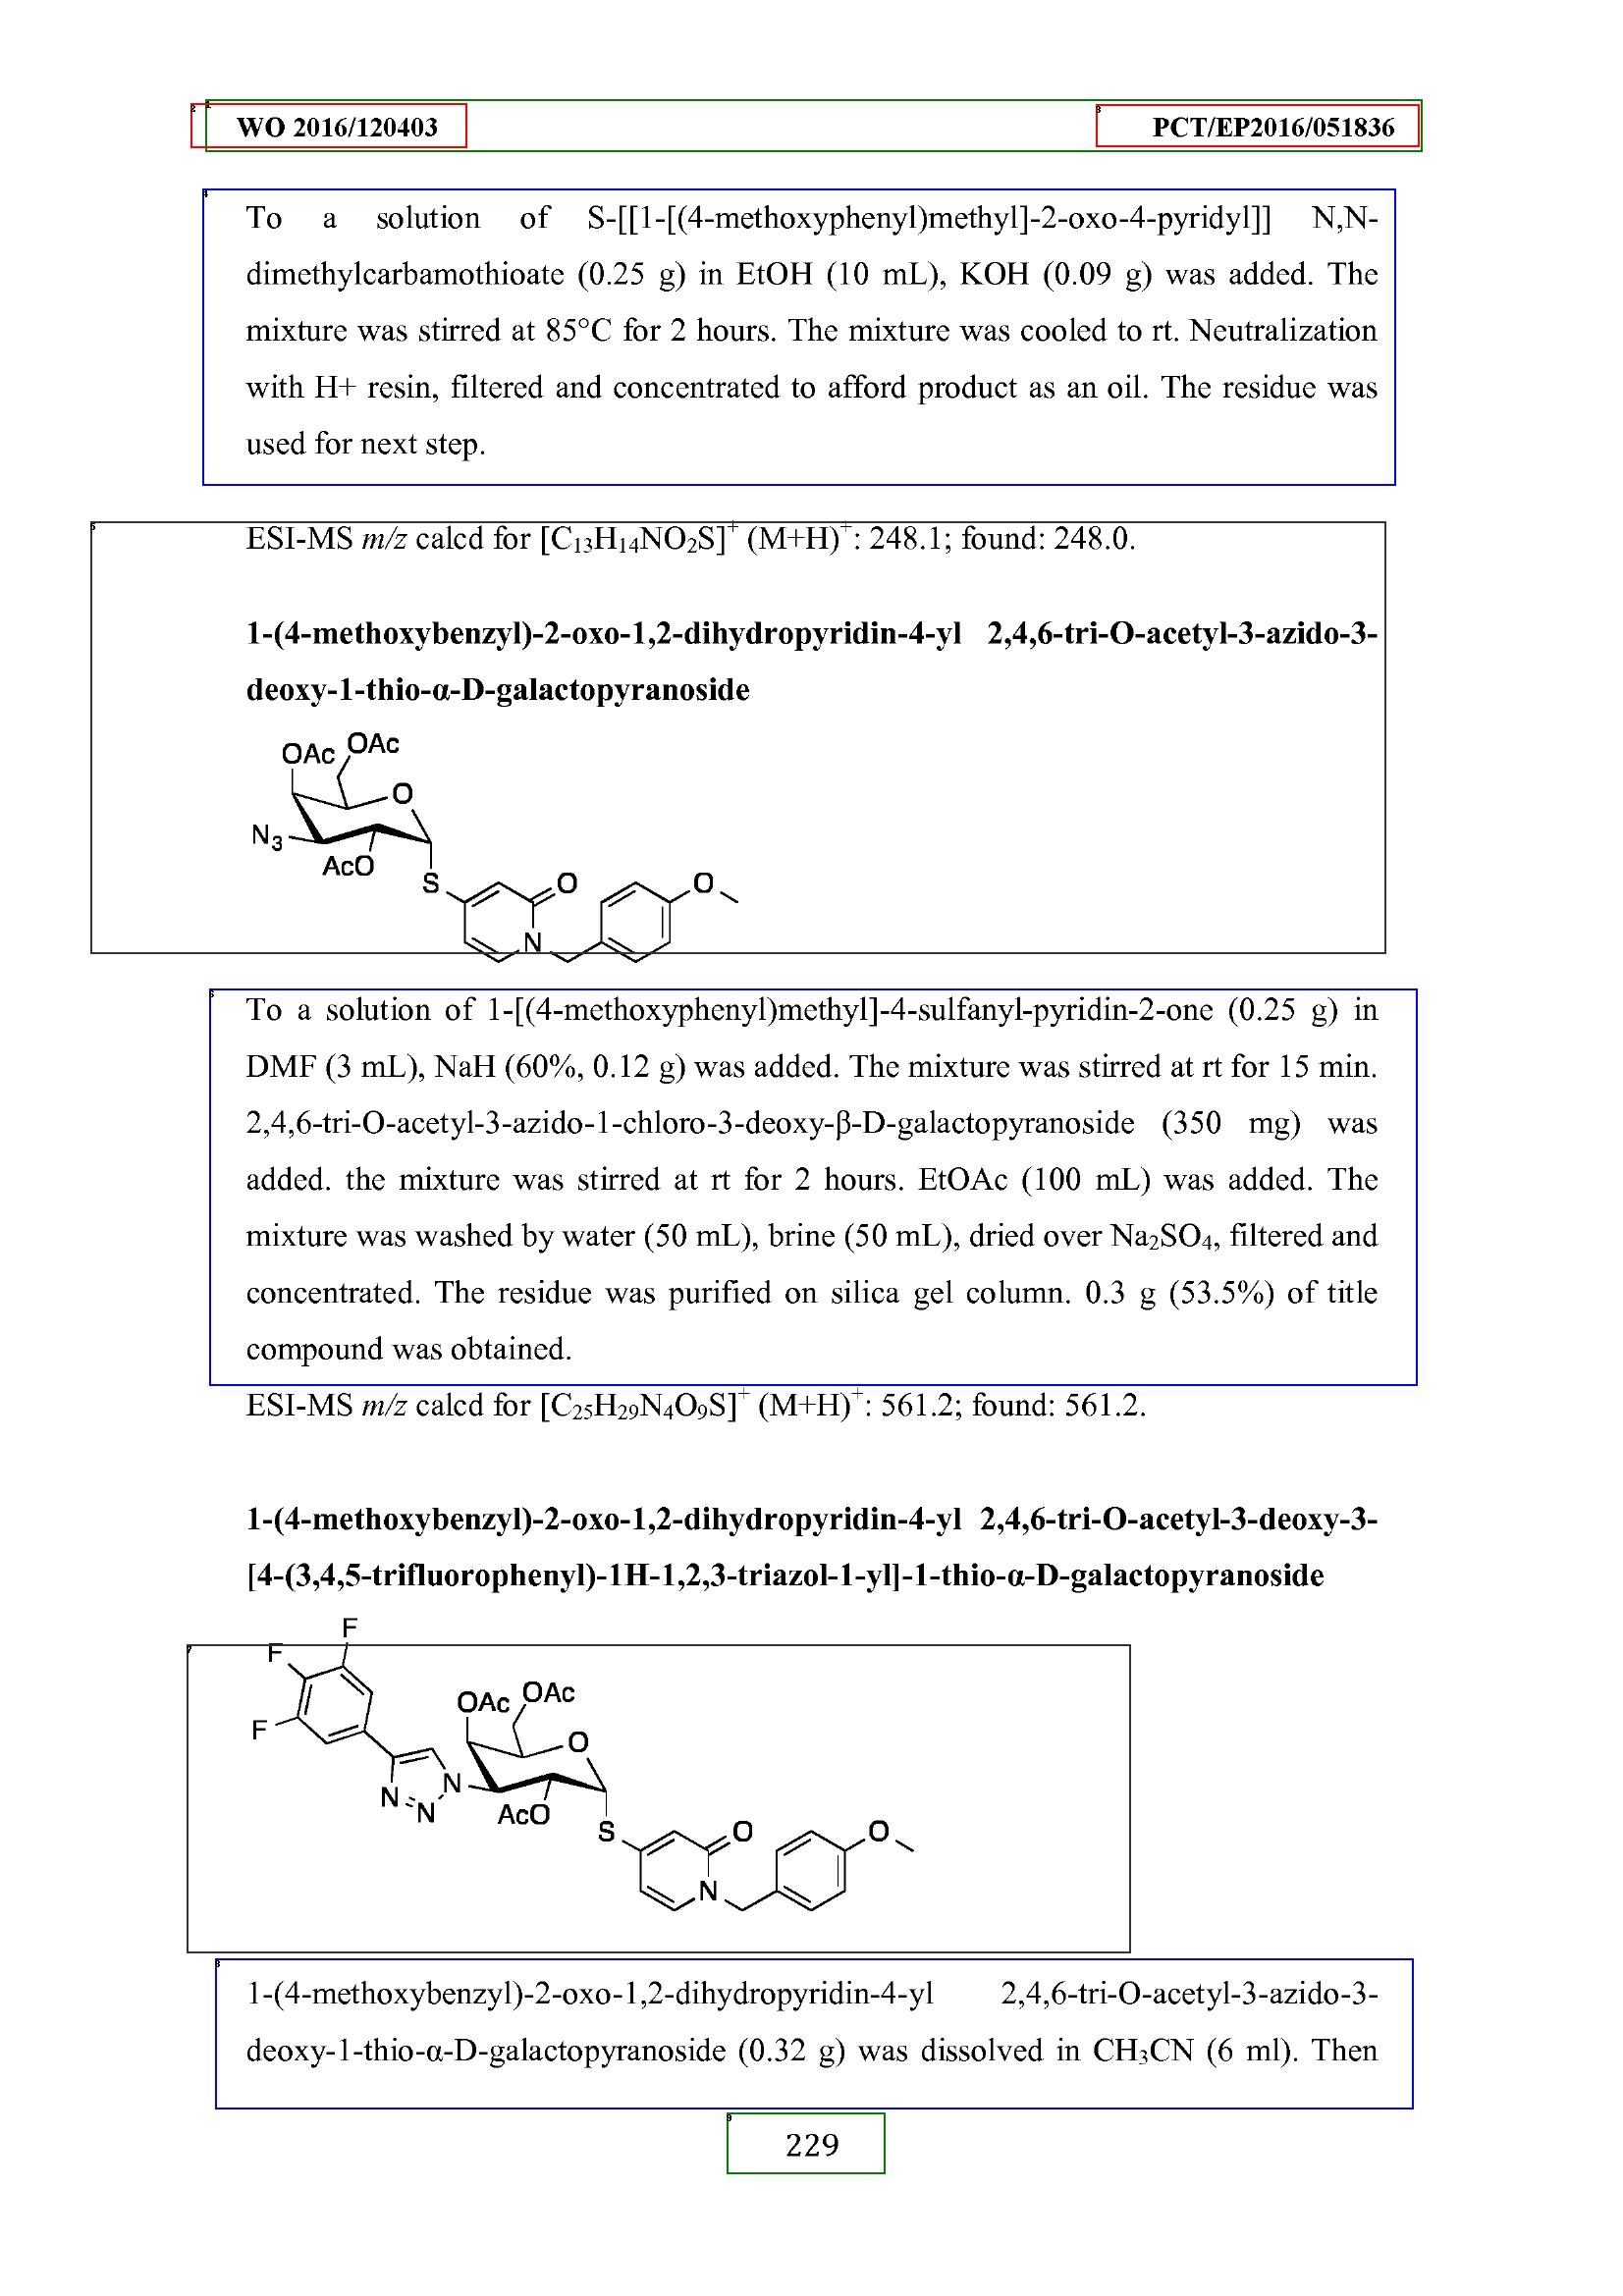 WO 2016/120403 PCT/EP2016/051836
To a solution of S-[[1-[(4-methoxyphenyl)methyl]-2-oxo-4-pyridyl]] N,N-
dimethylcarbamothioate (0.25 g) in EtOH (10 mL), KOH (0.09 g) was added. The
mixture was stirred at 85°C for 2 hours. The mixture was cooled to rt. Neutralization
with H+ resin, filtered and concentrated to afford product as an oil. The residue was
used for next step.
ESI-MS m/z calcd for [C₁₃H₁₄NO₂S]⁺ (M+H)⁺: 248.1; found: 248.0.
1-(4-methoxybenzyl)-2-oxo-1,2-dihydropyridin-4-yl 2,4,6-tri-O-acetyl-3-azido-3-
deoxy-1-thio-α-D-galactopyranoside
OAc OAc
O
N₃
AcO
S O O
N
To a solution of 1-[(4-methoxyphenyl)methyl]-4-sulfanyl-pyridin-2-one (0.25 g) in
DMF (3 mL), NaH (60%, 0.12 g) was added. The mixture was stirred at rt for 15 min.
2,4,6-tri-O-acetyl-3-azido-1-chloro-3-deoxy-β-D-galactopyranoside (350 mg) was
added. the mixture was stirred at rt for 2 hours. EtOAc (100 mL) was added. The
mixture was washed by water (50 mL), brine (50 mL), dried over Na₂SO₄, filtered and
concentrated. The residue was purified on silica gel column. 0.3 g (53.5%) of title
compound was obtained.
ESI-MS m/z calcd for [C₂₅H₂₉N₄O₉S]⁺ (M+H)⁺: 561.2; found: 561.2.
1-(4-methoxybenzyl)-2-oxo-1,2-dihydropyridin-4-yl 2,4,6-tri-O-acetyl-3-deoxy-3-
[4-(3,4,5-trifluorophenyl)-1H-1,2,3-triazol-1-yl]-1-thio-α-D-galactopyranoside
F
F
OAc OAc
F O
N N
N AcO
S O O
N
1-(4-methoxybenzyl)-2-oxo-1,2-dihydropyridin-4-yl 2,4,6-tri-O-acetyl-3-azido-3-
deoxy-1-thio-α-D-galactopyranoside (0.32 g) was dissolved in CH₃CN (6 ml). Then
229